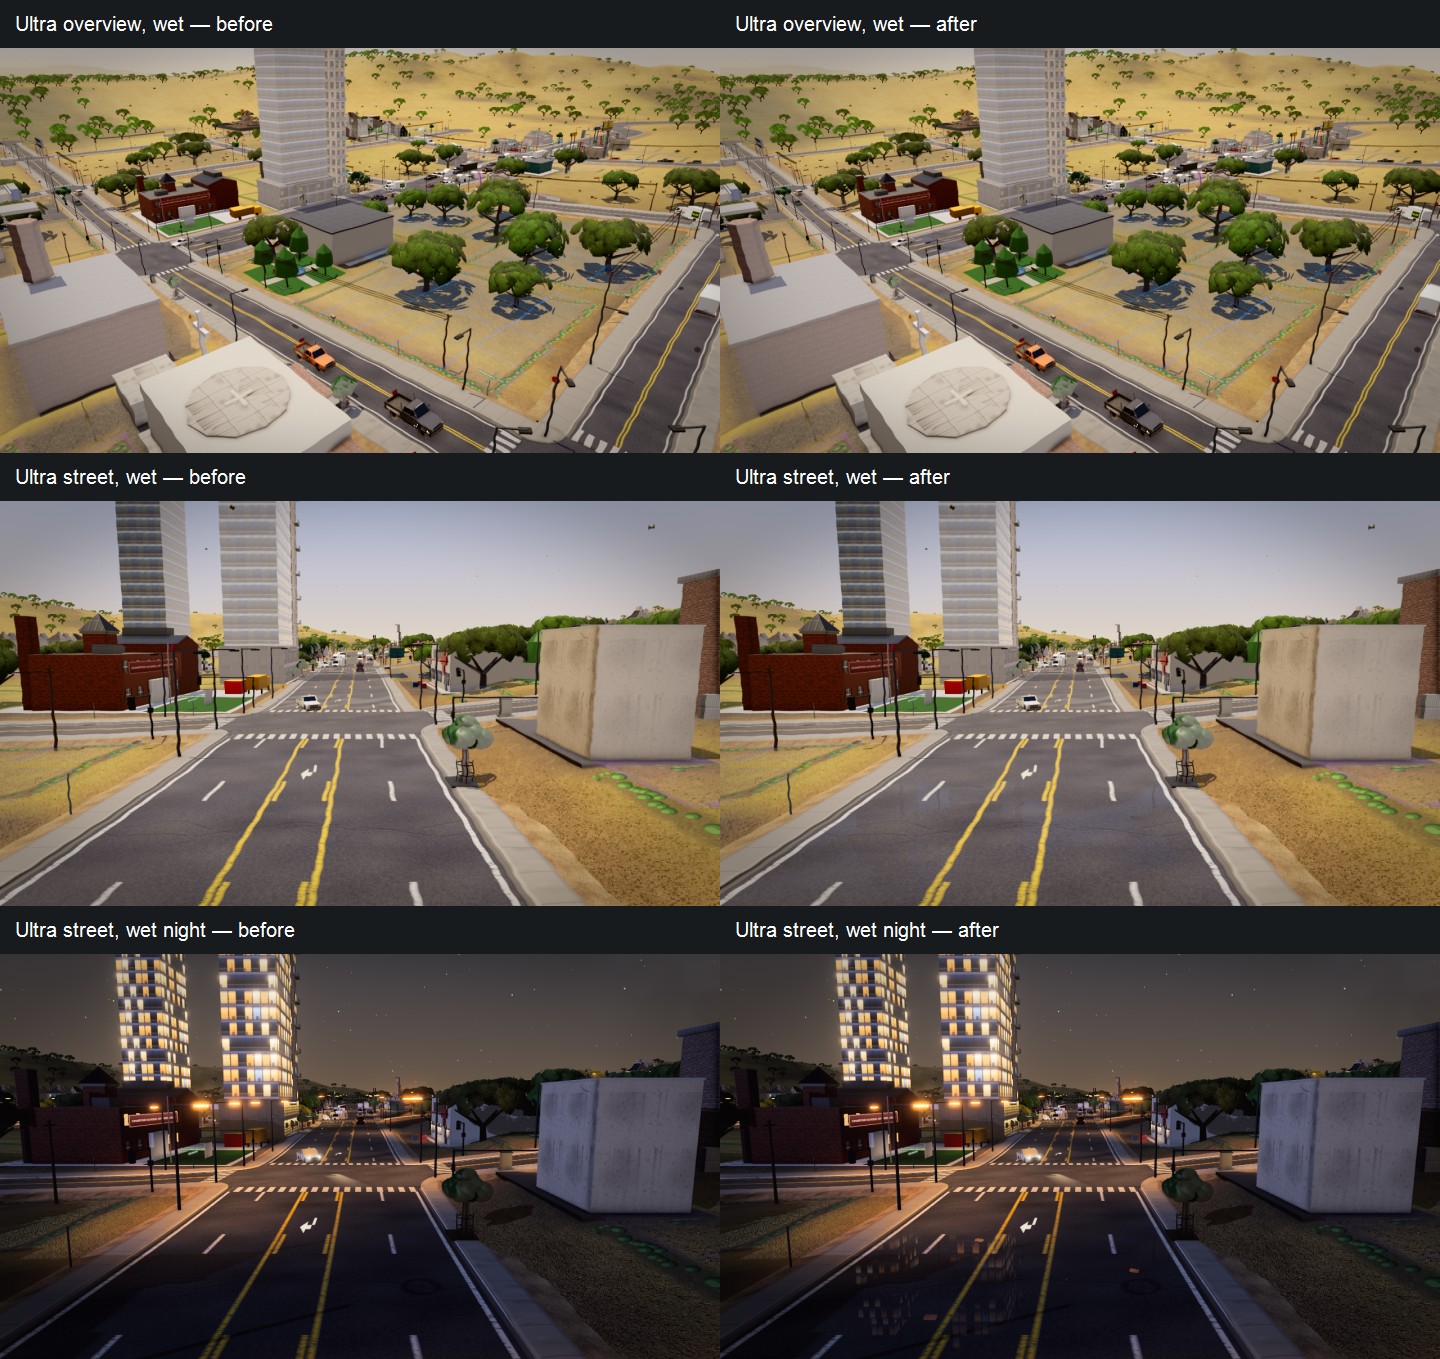 Ultra overview, wet — before
Ultra overview, wet — after
Ultra street, wet — before
Ultra street, wet — after
Ultra street, wet night — before
Ultra street, wet night — after